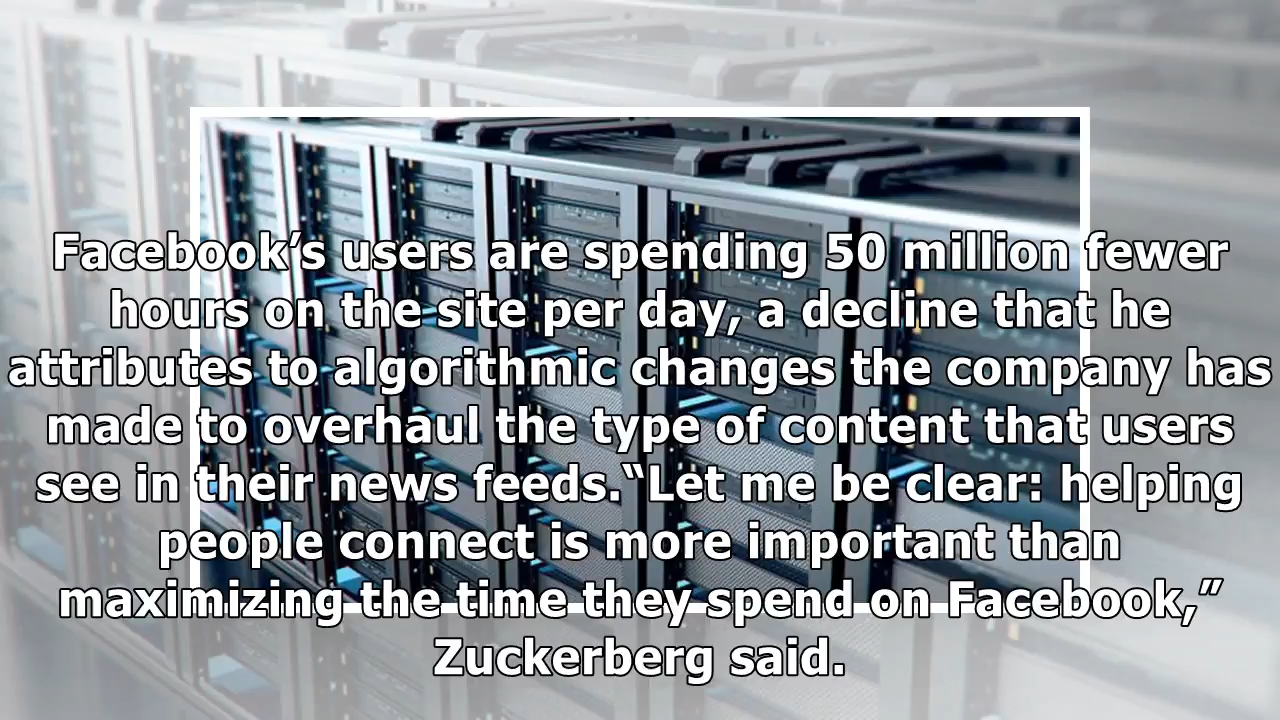 Facebook’s users are spending 50 million fewer
hours on the site per day, a decline that he
attributes to algorithmic changes the company has
made to overhaul the type of content that users
see in their news feeds.“Let me be clear: helping
people connect is more important than
maximizing the time they spend on Facebook,”
Zuckerberg said.